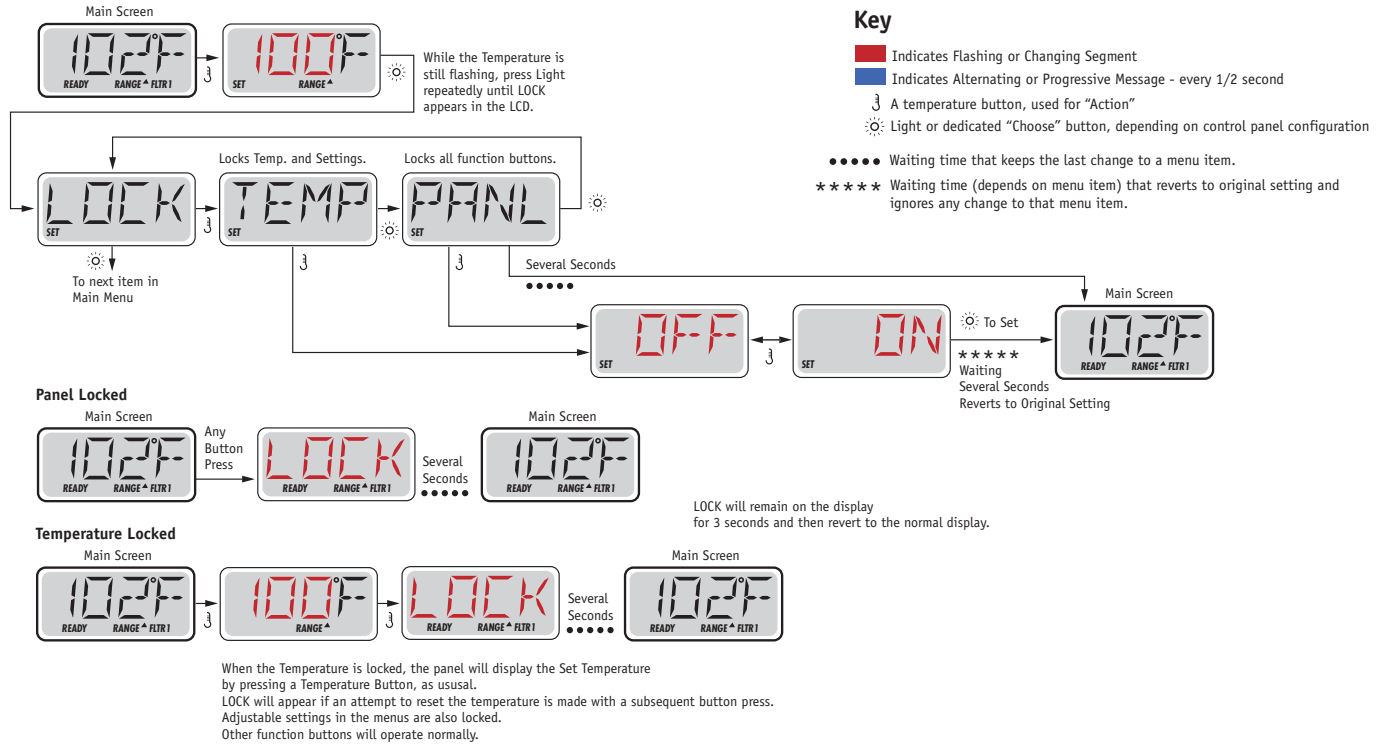 Main Screen
102°F
READY RANGE ▲ FLTR1
100°F
SET RANGE ▲
While the Temperature is
still flashing, press Light
repeatedly until LOCK
appears in the LCD.
Key
Indicates Flashing or Changing Segment
Indicates Alternating or Progressive Message - every 1/2 second
A temperature button, used for “Action”
Light or dedicated “Choose” button, depending on control panel configuration
••••• Waiting time that keeps the last change to a menu item.
***** Waiting time (depends on menu item) that reverts to original setting and
ignores any change to that menu item.
LOCK
SET
Locks Temp. and Settings.
TEMP
SET
Locks all function buttons.
PANL
SET
To next item in
Main Menu
Several Seconds
•••••
OFF
SET
ON
SET
To Set
*****
Waiting
Several Seconds
Reverts to Original Setting
Main Screen
102°F
READY RANGE ▲ FLTR1
Panel Locked
Main Screen
102°F
READY RANGE ▲ FLTR1
Any
Button
Press
LOCK
READY RANGE ▲ FLTR1
Several
Seconds
•••••
Main Screen
102°F
READY RANGE ▲ FLTR1
LOCK will remain on the display
for 3 seconds and then revert to the normal display.
Temperature Locked
Main Screen
102°F
READY RANGE ▲ FLTR1
100°F
RANGE ▲
LOCK
READY RANGE ▲ FLTR1
Several
Seconds
•••••
Main Screen
102°F
READY RANGE ▲ FLTR1
When the Temperature is locked, the panel will display the Set Temperature
by pressing a Temperature Button, as ususal.
LOCK will appear if an attempt to reset the temperature is made with a subsequent button press.
Adjustable settings in the menus are also locked.
Other function buttons will operate normally.